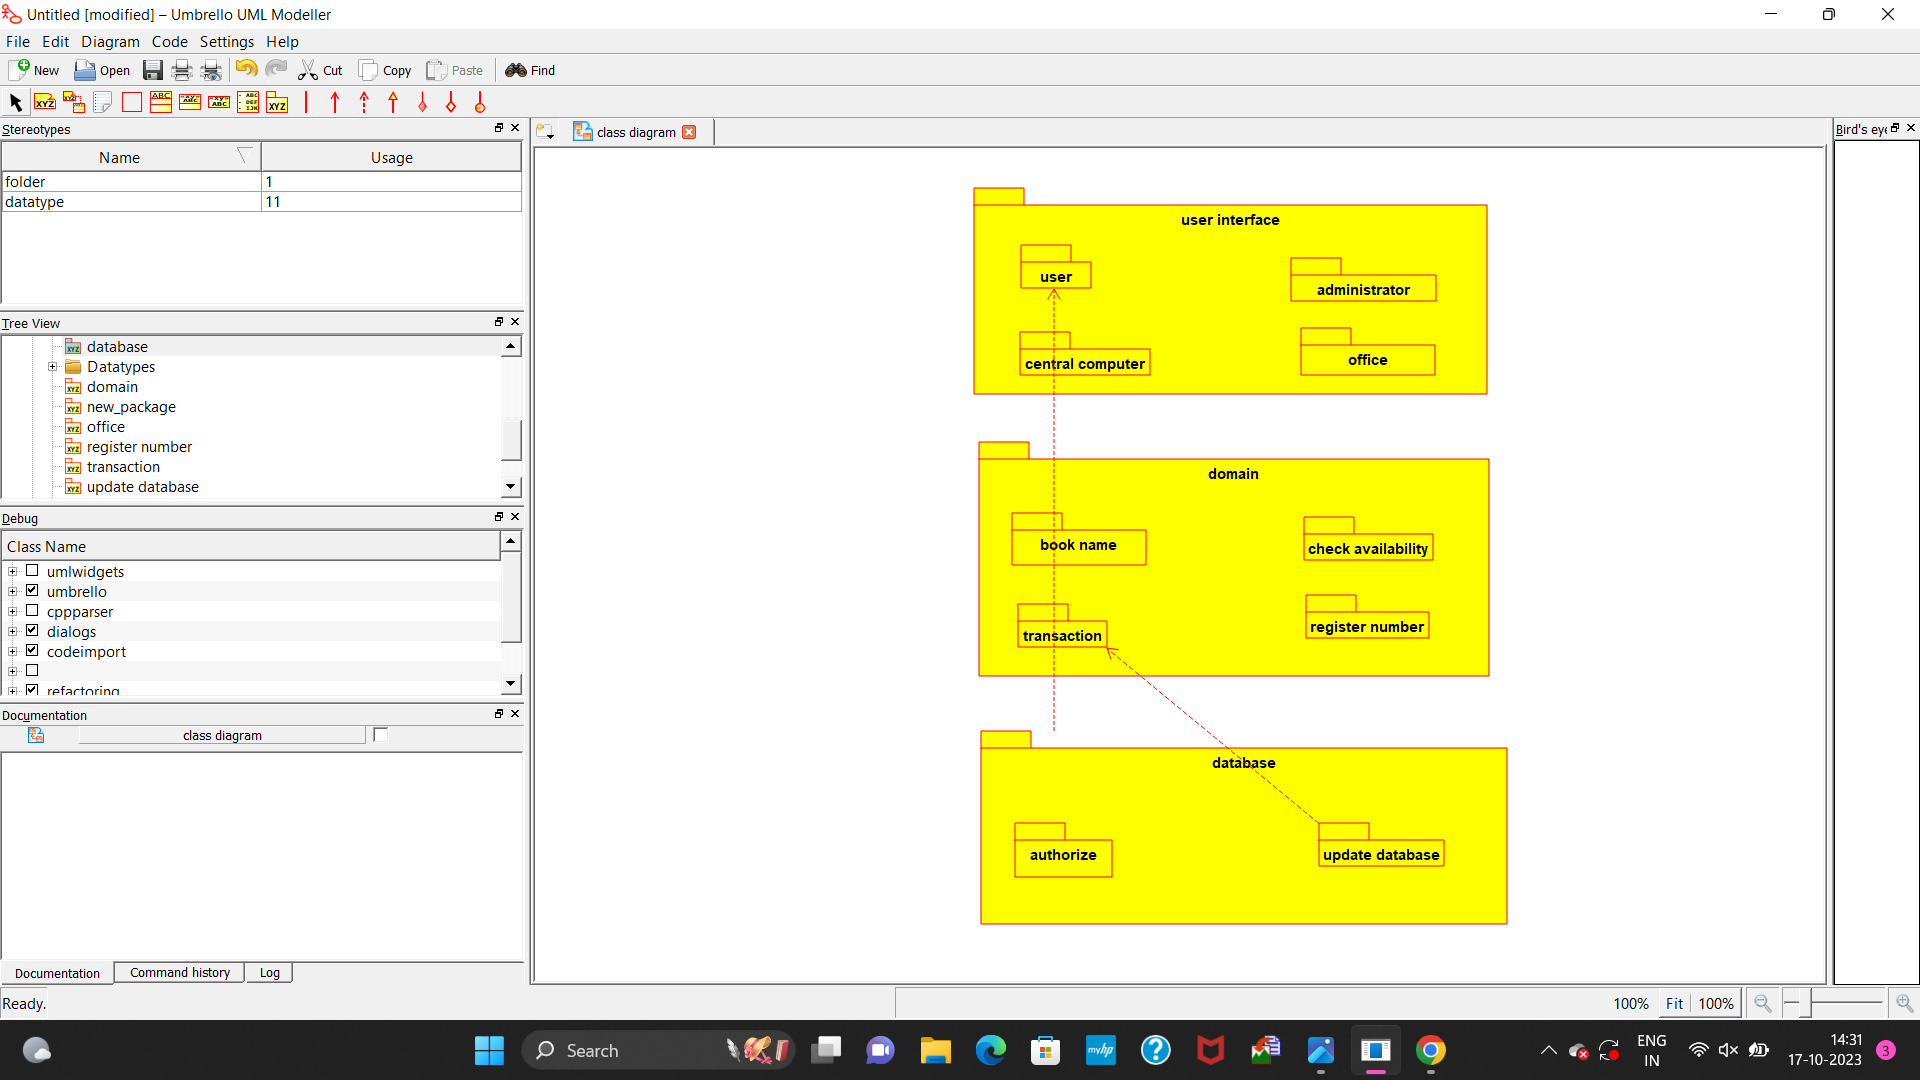 Untitled [modified] – Umbrello UML Modeller
File Edit Diagram Code Settings Help
New Open Cut Copy Paste Find
Stereotypes
Name Usage
folder 1
datatype 11
Tree View
database
Datatypes
domain
new_package
office
register number
transaction
update database
Debug
Class Name
umlwidgets
umbrello
cppparser
dialogs
codeimport
refactoring
Documentation
class diagram
Documentation Command history Log
Ready.
class diagram
user interface
user
administrator
central computer
office
domain
book name
check availability
transaction
register number
database
authorize
update database
Bird's eye
100% Fit 100%
Search
myhp
ENG
IN
14:31
17-10-2023
3